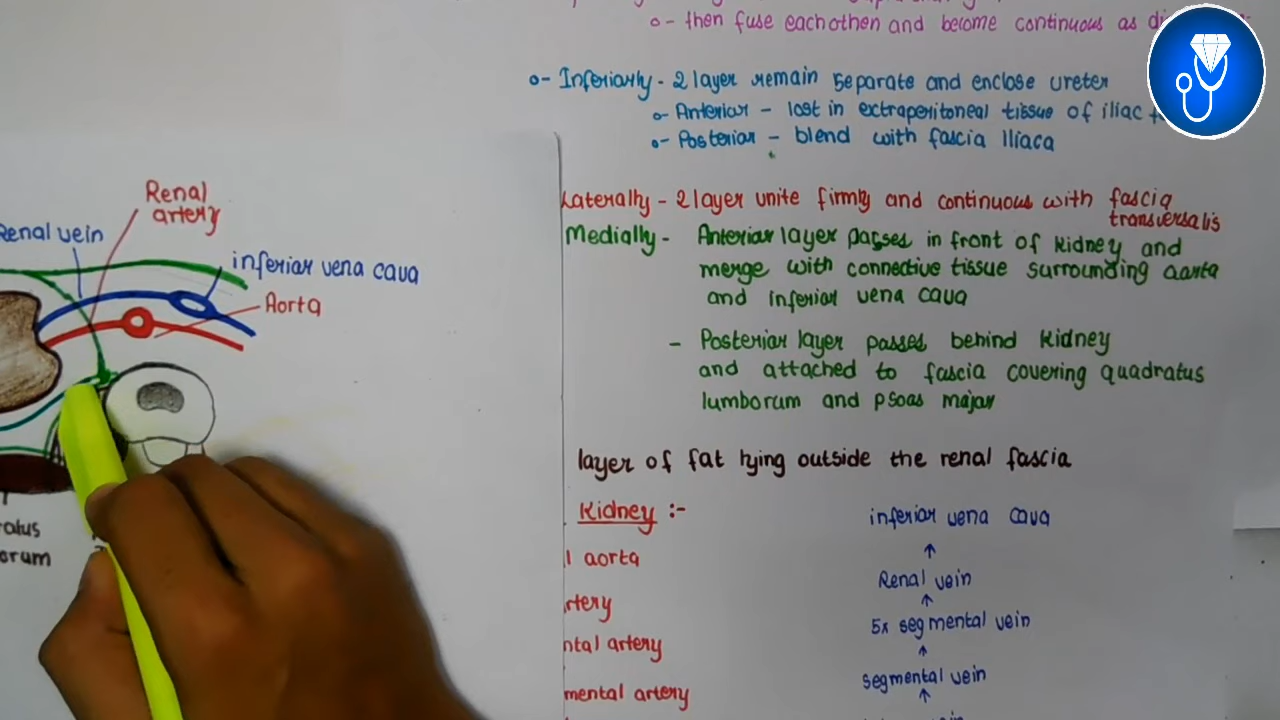 o- then fuse eachother and become continuous as
o- Inferiorly - 2 layer remain separate and enclose ureter
o- Anterior - lost in extraperitoneal tissue of iliac
o- Posterior - blend with fascia Iliaca
Laterally - 2 layer unite firmly and continuous with fascia
transversalis
Medially - Anterior layer passes in front of kidney and
merge with connective tissue surrounding aorta
and inferior vena cava
- Posterior layer passes behind kidney
and attached to fascia covering quadratus
lumborum and psoas major
layer of fat lying outside the renal fascia
Kidney :-
l aorta
rtery
ntal artery
mental artery
inferior vena cava
↑
Renal vein
↑
5x segmental vein
↑
segmental vein
↑
Renal
artery
Renal vein
inferior vena cava
Aorta
ratus
orum